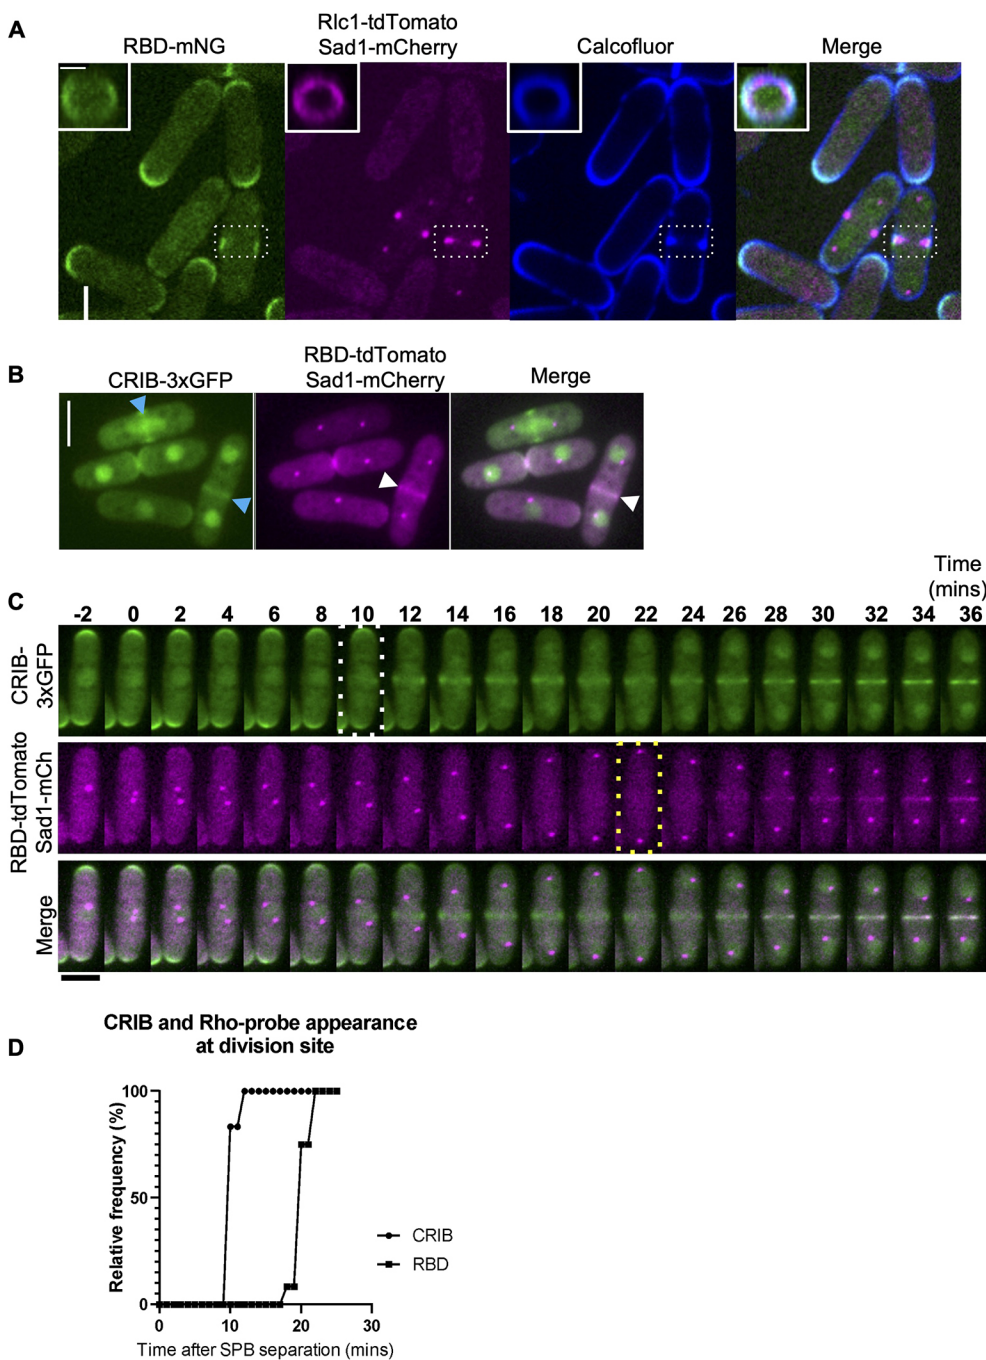 A
RBD-mNG
Rlc1-tdTomato
Sad1-mCherry
Calcofluor
Merge
B
CRIB-3xGFP
RBD-tdTomato
Sad1-mCherry
Merge
Time
(mins)
C
-2 0 2 4 6 8 10 12 14 16 18 20 22 24 26 28 30 32 34 36
CRIB-
3xGFP
RBD-tdTomato
Sad1-mCh
Merge
D
CRIB and Rho-probe appearance
at division site
Relative frequency (%)
100
50
0
0 10 20 30
Time after SPB separation (mins)
CRIB
RBD